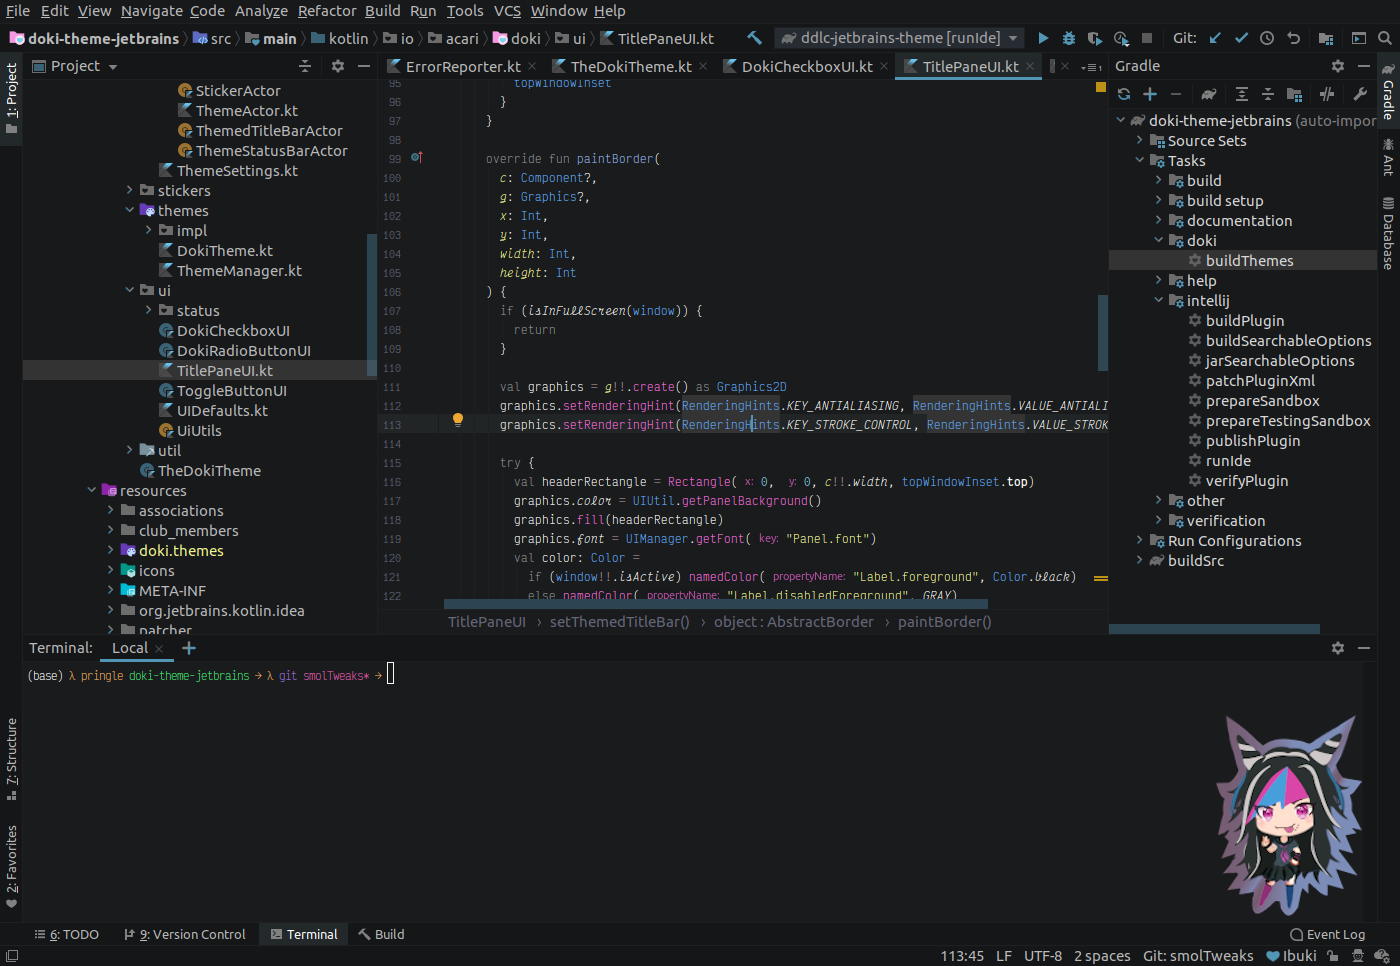 File Edit View Navigate Code Analyze Refactor Build Run Tools VCS Window Help
doki-theme-jetbrains src main kotlin io acari doki ui TitlePaneUI.kt ddlc-jetbrains-theme [runIde] Git:
1: Project
Project
StickerActor
ThemeActor.kt
ThemedTitleBarActor
ThemeStatusBarActor
ThemeSettings.kt
stickers
themes
impl
DokiTheme.kt
ThemeManager.kt
ui
status
DokiCheckboxUI
DokiRadioButtonUI
TitlePaneUI.kt
ToggleButtonUI
UIDefaults.kt
UiUtils
util
TheDokiTheme
resources
associations
club_members
doki.themes
icons
META-INF
org.jetbrains.kotlin.idea
patcher
ErrorReporter.kt TheDokiTheme.kt DokiCheckboxUI.kt TitlePaneUI.kt
95 topWindowInset
96 }
97 }
98
99 override fun paintBorder(
100 c: Component?,
101 g: Graphics?,
102 x: Int,
103 y: Int,
104 width: Int,
105 height: Int
106 ) {
107 if (isInFullScreen(window)) {
108 return
109 }
110
111 val graphics = g!!.create() as Graphics2D
112 graphics.setRenderingHint(RenderingHints.KEY_ANTIALIASING, RenderingHints.VALUE_ANTIALI
113 graphics.setRenderingHint(RenderingHints.KEY_STROKE_CONTROL, RenderingHints.VALUE_STROK
114
115 try {
116 val headerRectangle = Rectangle( x: 0, y: 0, c!!.width, topWindowInset.top)
117 graphics.color = UIUtil.getPanelBackground()
118 graphics.fill(headerRectangle)
119 graphics.font = UIManager.getFont( key: "Panel.font")
120 val color: Color =
121 if (window!!.isActive) namedColor( propertyName: "Label.foreground", Color.black)
122 else namedColor( propertyName: "Label.disabledForeground", GRAY)
TitlePaneUI › setThemedTitleBar() › object : AbstractBorder › paintBorder()
Gradle
doki-theme-jetbrains (auto-impor
Source Sets
Tasks
build
build setup
documentation
doki
buildThemes
help
intellij
buildPlugin
buildSearchableOptions
jarSearchableOptions
patchPluginXml
prepareSandbox
prepareTestingSandbox
publishPlugin
runIde
verifyPlugin
other
verification
Run Configurations
buildSrc
Gradle
Ant
Database
Terminal: Local
(base) λ pringle doki-theme-jetbrains → λ git smolTweaks* →
7: Structure
2: Favorites
6: TODO 9: Version Control Terminal Build Event Log
113:45 LF UTF-8 2 spaces Git: smolTweaks Ibuki